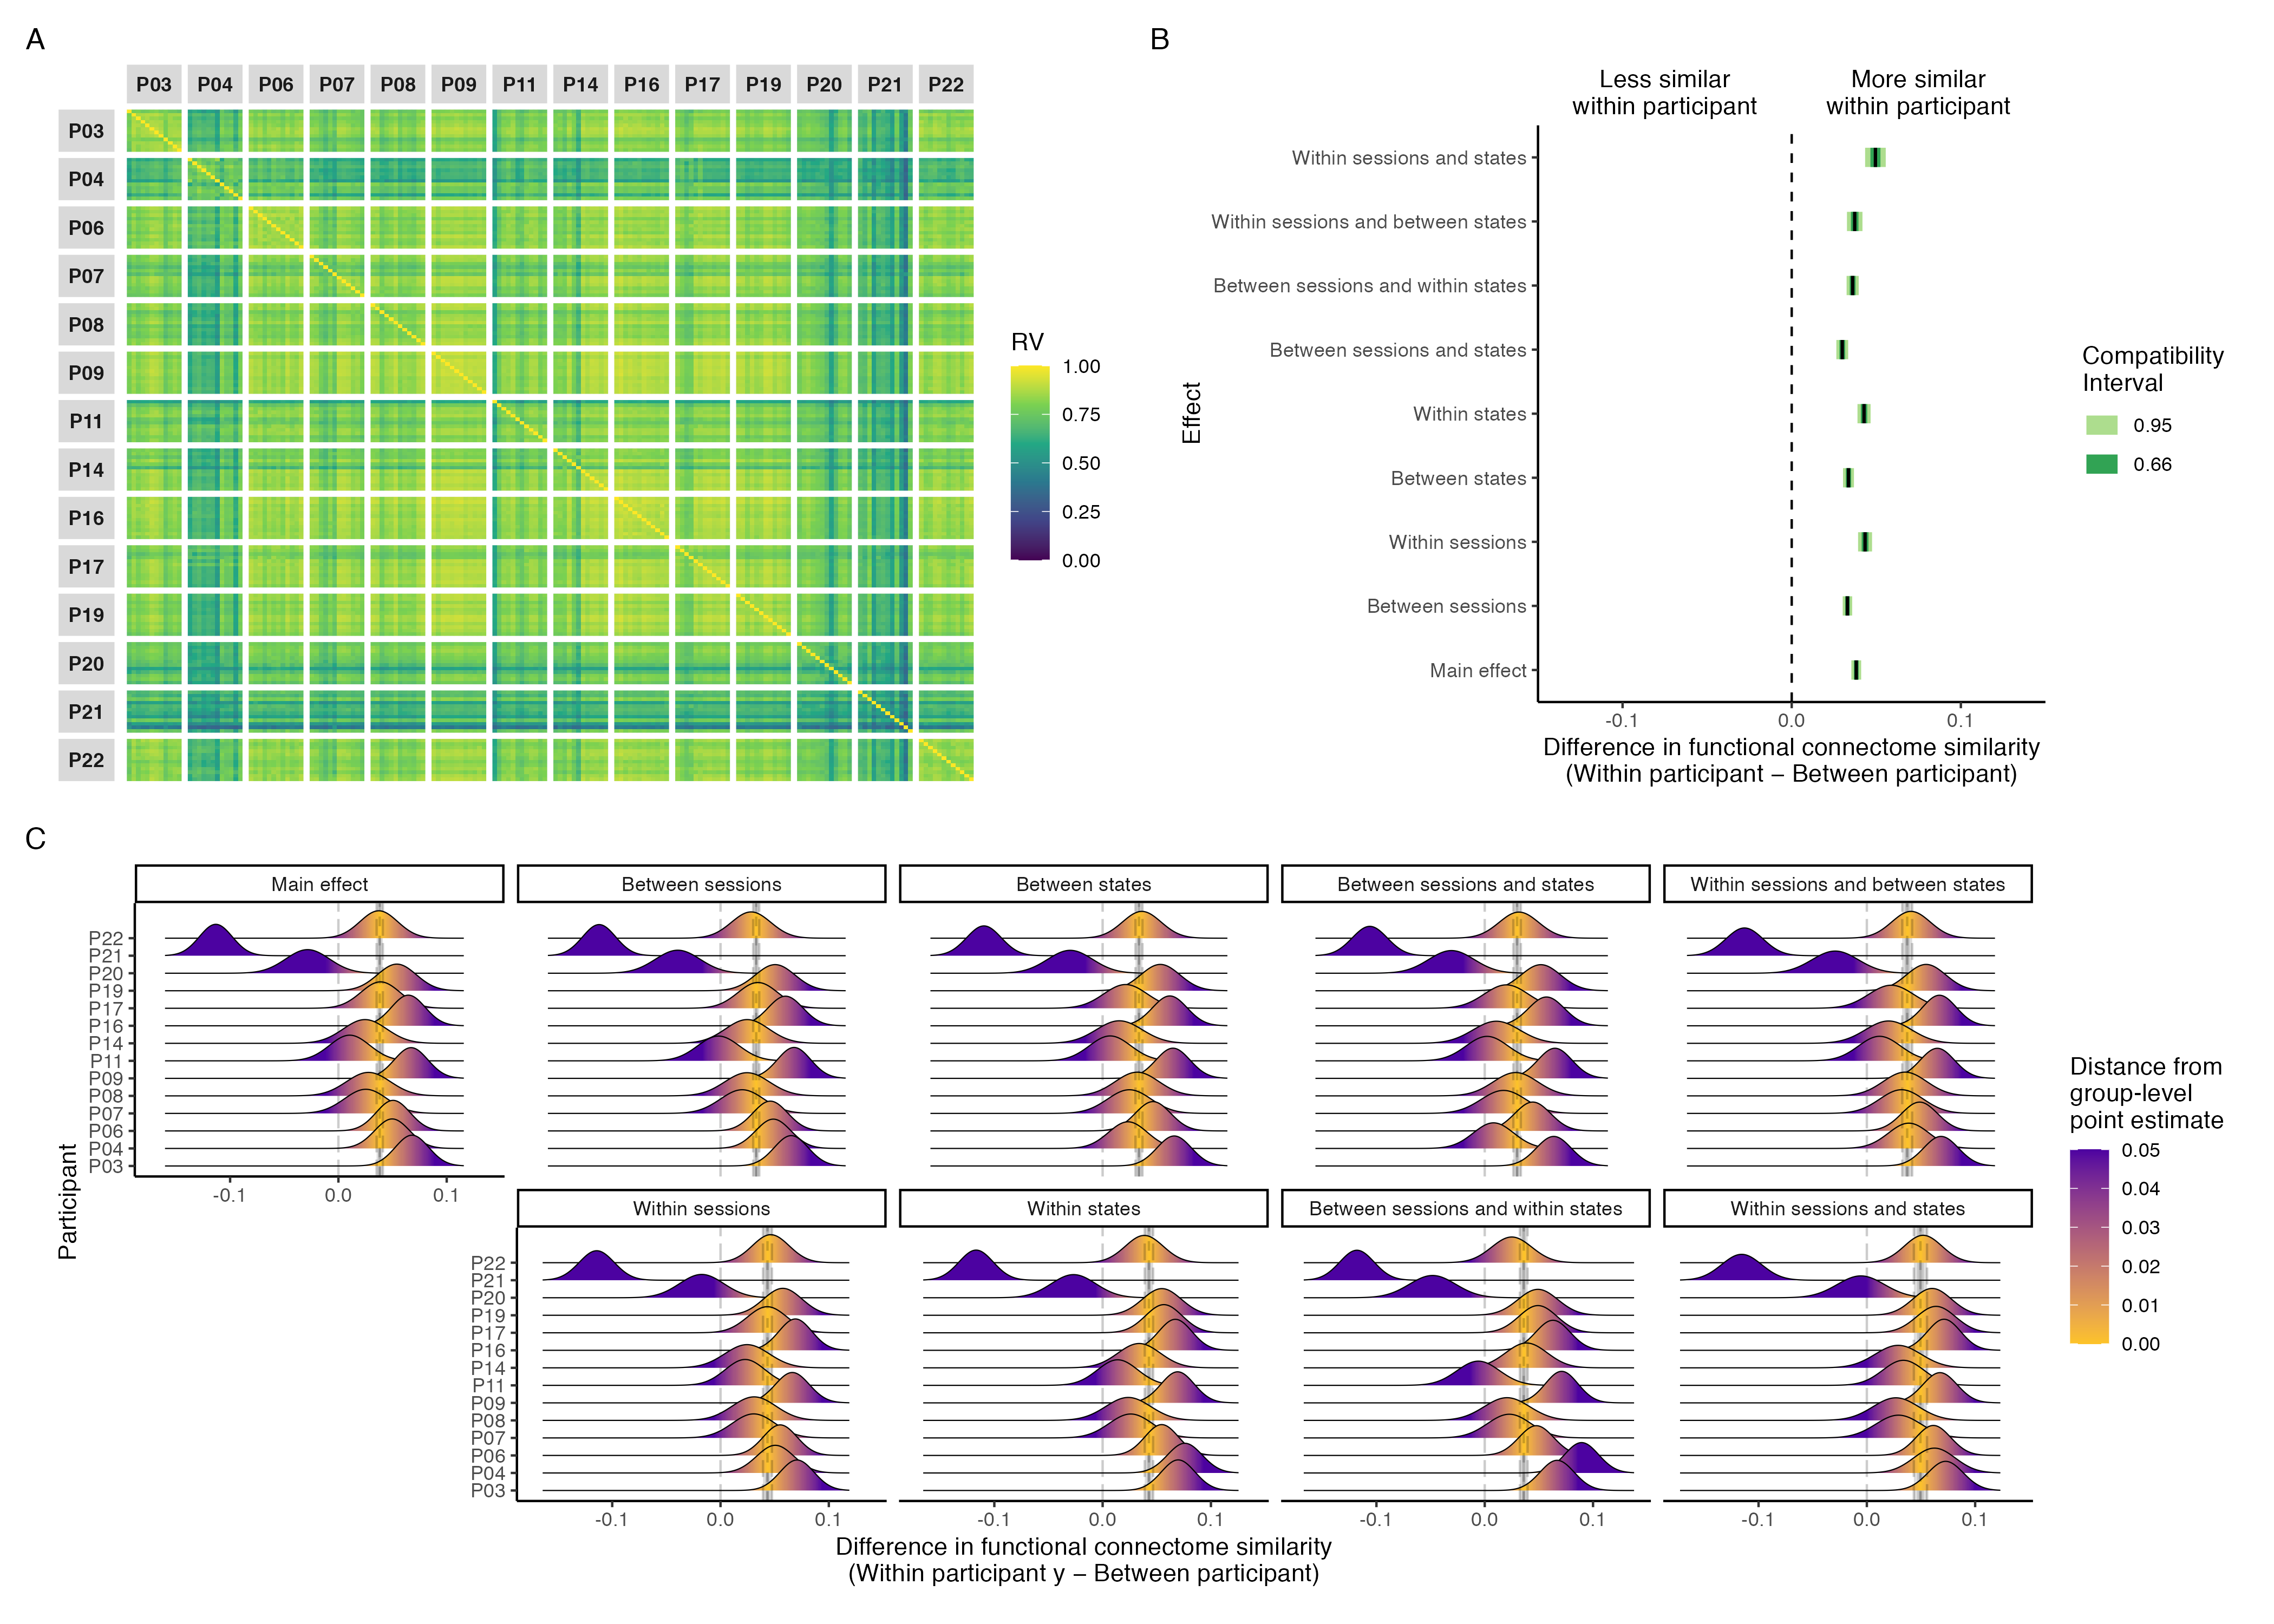 A
P03 P04 P06 P07 P08 P09 P11 P14 P16 P17 P19 P20 P21 P22
P03
P04
P06
P07
P08
P09
P11
P14
P16
P17
P19
P20
P21
P22
RV
1.00
0.75
0.50
0.25
0.00
B
Less similar
within participant
More similar
within participant
Effect
Within sessions and states
Within sessions and between states
Between sessions and within states
Between sessions and states
Within states
Between states
Within sessions
Between sessions
Main effect
-0.1 0.0 0.1
Difference in functional connectome similarity
(Within participant – Between participant)
Compatibility
Interval
0.95
0.66
C
Participant
Main effect
Between sessions
Between states
Between sessions and states
Within sessions and between states
P22
P21
P20
P19
P17
P16
P14
P11
P09
P08
P07
P06
P04
P03
-0.1 0.0 0.1
Within sessions
Within states
Between sessions and within states
Within sessions and states
P22
P21
P20
P19
P17
P16
P14
P11
P09
P08
P07
P06
P04
P03
-0.1 0.0 0.1
-0.1 0.0 0.1
-0.1 0.0 0.1
-0.1 0.0 0.1
Difference in functional connectome similarity
(Within participant y – Between participant)
Distance from
group-level
point estimate
0.05
0.04
0.03
0.02
0.01
0.00